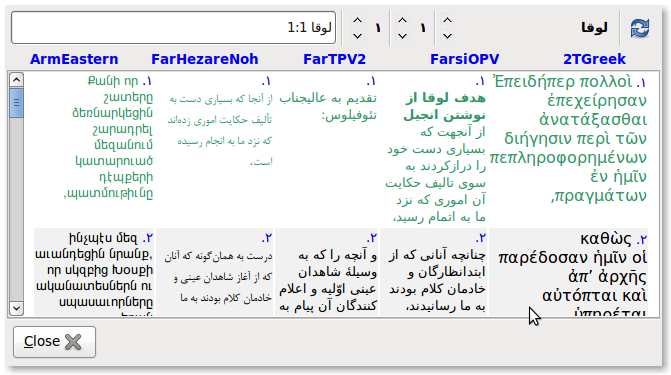 لوقا 1:1
۱
۱
لوقا
ArmEastern
FarHezareNoh
FarTPV2
FarsiOPV
2TGreek
۱. Ἐπειδήπερ πολλοὶ
ἐπεχείρησαν
ἀνατάξασθαι
διήγησιν περὶ τῶν
πεπληροφορημένων
ἐν ἡμῖν
πραγμάτων,
۱.
هدف لوقا از
نوشتن انجیل
از آنجهت که
بسیاری دست خود
را درازکردند به
سوی تالیف حکایت
آن اموری که نزد
ما به اتمام رسید،
۱.
تقدیم به عالیجناب
تئوفیلوس:
۱.
از آنجا که بسیاری دست به
تألیف حکایت اموری زده‌اند
که نزد ما به انجام رسیده
است،
۱. Քանի որ
շատերը
ձեռնարկեցին
շարադրել
մեզանում
կատարուած
դէպքերի
պատմութիւնը,
۲. καθὼς
παρέδοσαν ἡμῖν οἱ
ἀπ’ ἀρχῆς
αὐτόπται καὶ
ὑπηρέται
۲.
چنانچه آنانی که از
ابتدانظارگان و
خادمان کلام بودند
به ما رسانیدند،
۲.
و آنچه را که به
وسیلهٔ شاهدان
عینی اوّلیه و اعلام
کنندگان آن پیام به
۲.
درست به همان‌گونه که آنان
که از آغاز شاهدان عینی و
خادمان کلام بودند به ما
۲. ինչպէս մեզ
աւանդեցին նրանք,
որ սկզբից Խօսքի
ականատեսներն ու
սպասաւորները
Close